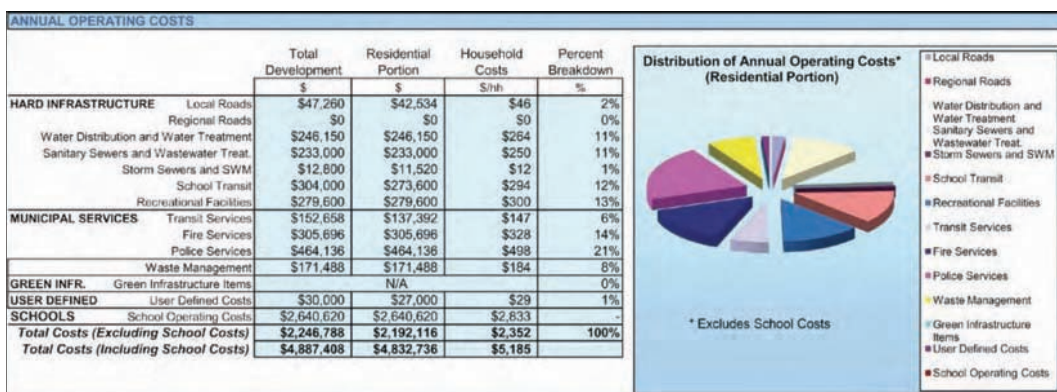 ANNUAL OPERATING COSTS
Total Residential Household Percent
Development Portion Costs Breakdown
$ $ $/hh %
HARD INFRASTRUCTURE Local Roads $47,260 $42,534 $46 2%
Regional Roads $0 $0 $0 0%
Water Distribution and Water Treatment $246,150 $246,150 $264 11%
Sanitary Sewers and Wastewater Treat. $233,000 $233,000 $250 11%
Storm Sewers and SWM $12,800 $11,520 $12 1%
School Transit $304,000 $273,600 $294 12%
Recreational Facilities $279,600 $279,600 $300 13%
MUNICIPAL SERVICES Transit Services $152,658 $137,392 $147 6%
Fire Services $305,696 $305,696 $328 14%
Police Services $464,136 $464,136 $498 21%
Waste Management $171,488 $171,488 $184 8%
GREEN INFR. Green Infrastructure Items N/A 0%
USER DEFINED User Defined Costs $30,000 $27,000 $29 1%
SCHOOLS School Operating Costs $2,640,620 $2,640,620 $2,833 -
Total Costs (Excluding School Costs) $2,246,788 $2,192,116 $2,352 100%
Total Costs (Including School Costs) $4,887,408 $4,832,736 $5,185
Distribution of Annual Operating Costs*
(Residential Portion)
* Excludes School Costs
Local Roads
Regional Roads
Water Distribution and
Water Treatment
Sanitary Sewers and
Wastewater Treat.
Storm Sewers and SWM
School Transit
Recreational Facilities
Transit Services
Fire Services
Police Services
Waste Management
Green Infrastructure
Items
User Defined Costs
School Operating Costs